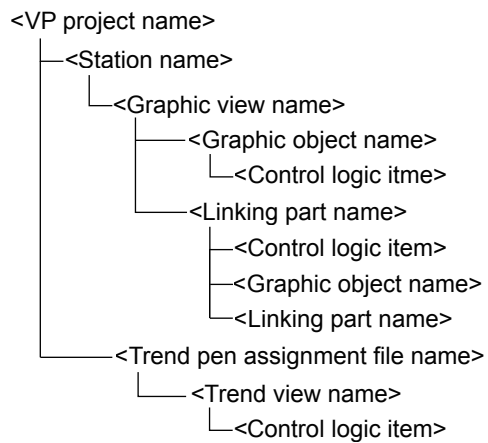 <VP project name>
<Station name>
<Graphic view name>
<Graphic object name>
<Control logic itme>
<Linking part name>
<Control logic item>
<Graphic object name>
<Linking part name>
<Trend pen assignment file name>
<Trend view name>
<Control logic item>